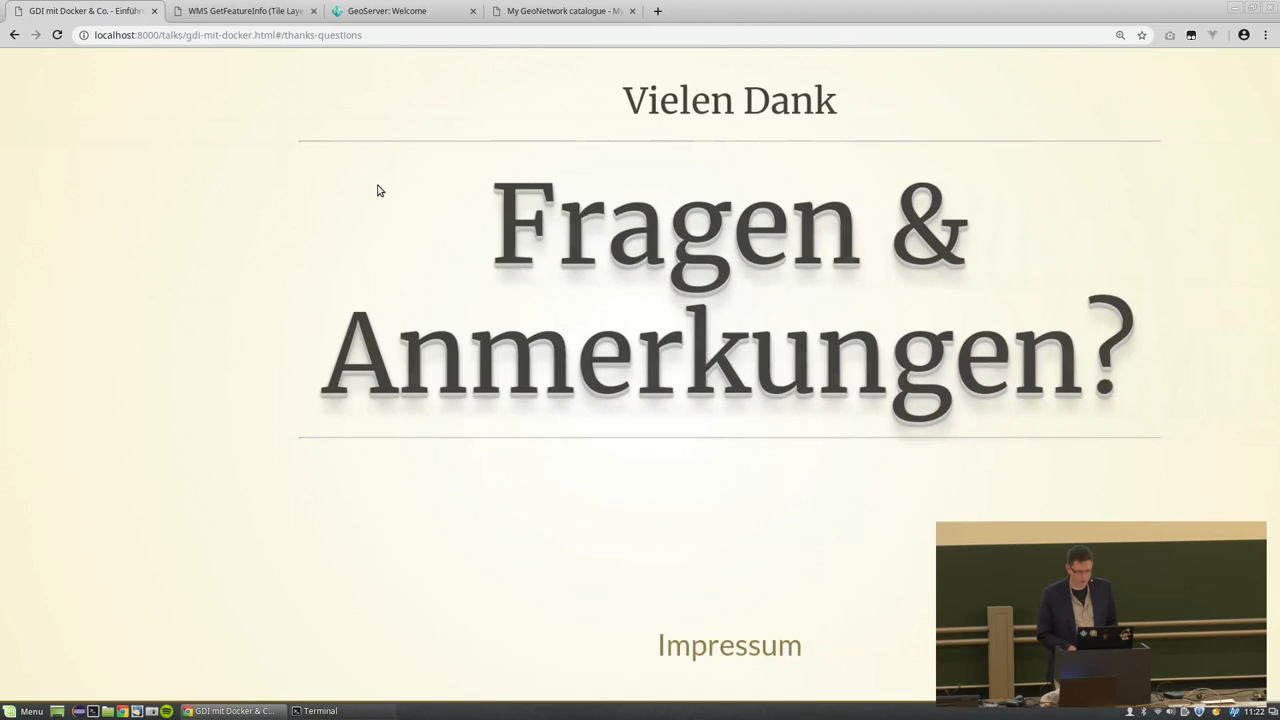 GDI mit Docker & Co. - Einführ
WMS GetFeatureInfo (Tile Laye
GeoServer: Welcome
My GeoNetwork catalogue - My
localhost:8000/talks/gdi-mit-docker.html#/thanks-questions
Vielen Dank
Fragen &
Anmerkungen?
Impressum
Menu
GDI mit Docker & C...
Terminal
11:22